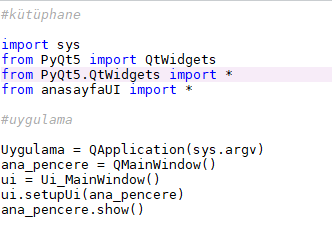 #kütüphane
import sys
from PyQt5 import QtWidgets
from PyQt5.QtWidgets import *
from anasayfaUI import *
#uygulama
Uygulama = QApplication(sys.argv)
ana_pencere = QMainWindow()
ui = Ui_MainWindow()
ui.setupUi(ana_pencere)
ana_pencere.show()